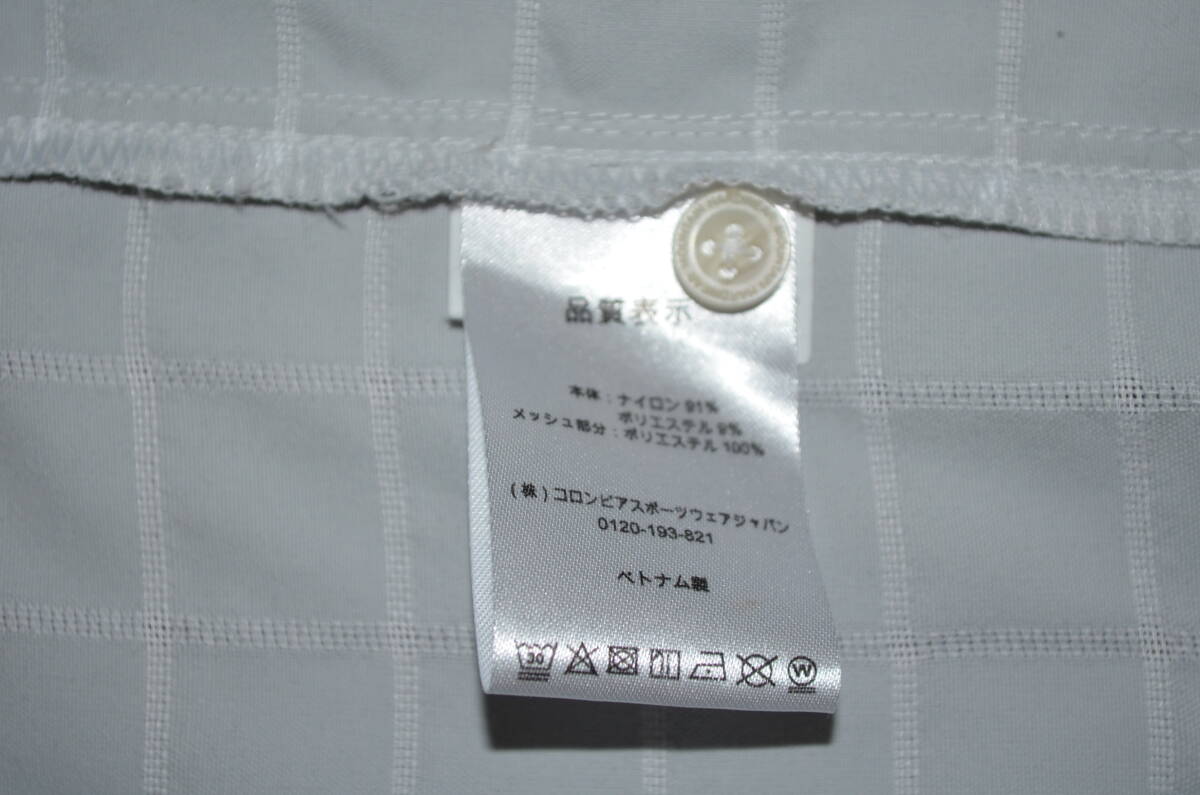 品質表示
本体:ナイロン 91%
ポリエステル 9%
メッシュ部分:ポリエステル 100%
(株)コロンビアスポーツウェアジャパン
0120-193-821
ベトナム製
30
W